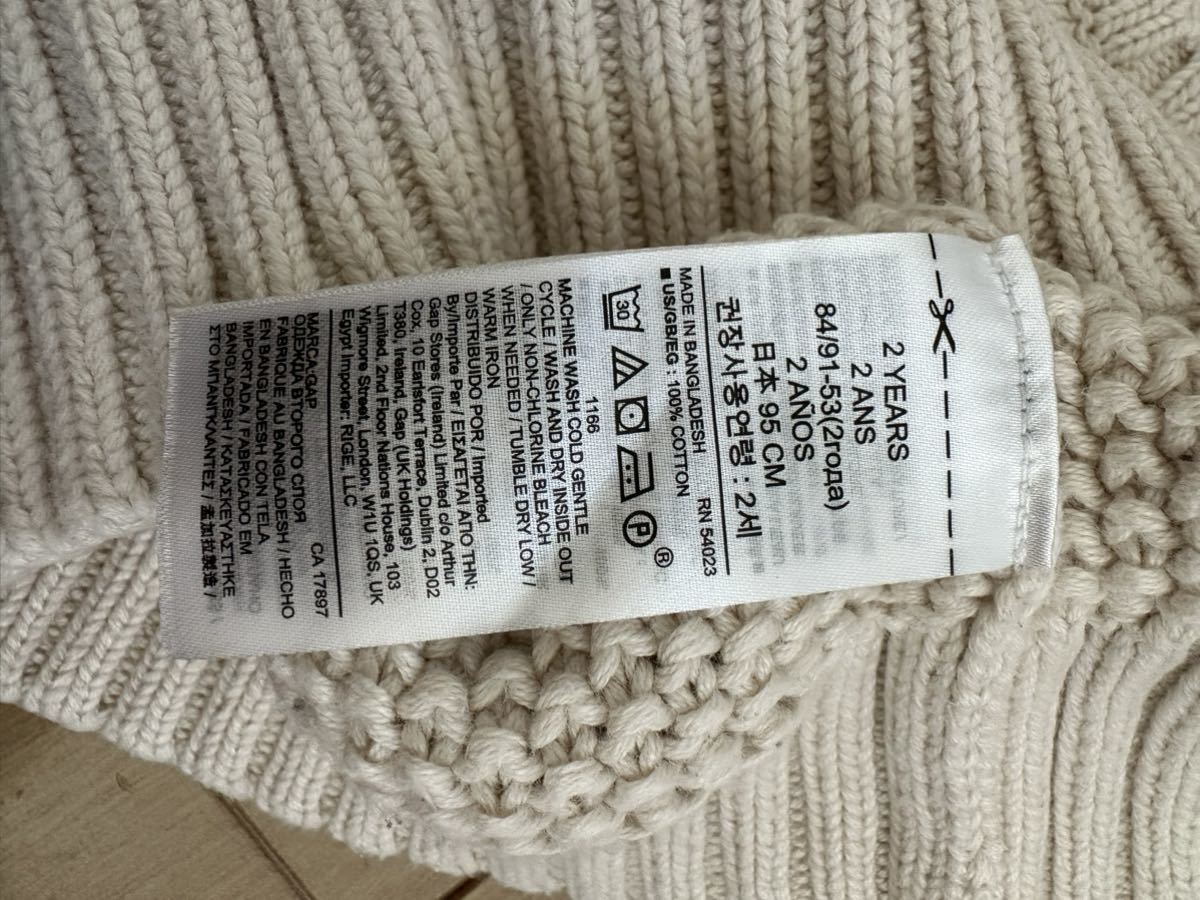 2 YEARS
2 ANS
84/91-53(2года)
2 AÑOS
日本 95 CM
권장사용연령 : 2세
MADE IN BANGLADESH RN 54023
■ US/GB/EG : 100% COTTON
30
P
®
1166
MACHINE WASH COLD GENTLE
CYCLE / WASH AND DRY INSIDE OUT
/ ONLY NON-CHLORINE BLEACH
WHEN NEEDED / TUMBLE DRY LOW /
WARM IRON
DISTRIBUIDO POR / Imported
By/Importe Par / ΕΙΣΑΓΕΤΑΙ ΑΠΟ ΤΗΝ:
Gap Stores (Ireland) Limited c/o Arthur
Cox, 10 Earlsfort Terrace, Dublin 2, D02
T380, Ireland, Gap (UK Holdings)
Limited, 2nd Floor Nations House, 103
Wigmore Street, London, W1U 1QS, UK
Egypt Importer: RIGE, LLC
CA 17897
MARCA:GAP
ОДЕЖДА ВТОРОГО СЛОЯ
FABRIQUE AU BANGLADESH / HECHO
EN BANGLADESH CON TELA
IMPORTADA / FABRICADO EM
BANGLADESH / ΚΑΤΑΣΚΕΥΑΣΤΗΚΕ
ΣΤΟ ΜΠΑΝΓΚΛΑΝΤΕΣ / 孟加拉製造 /